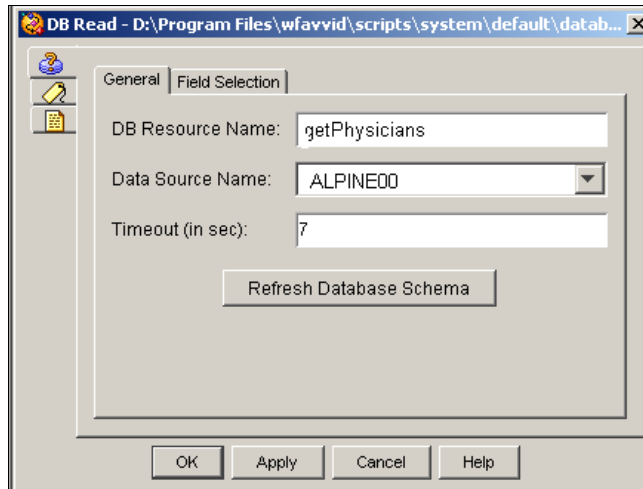 DB Read - D:\Program Files\wfavvid\scripts\system\default\datab...
General Field Selection
DB Resource Name: getPhysicians
Data Source Name: ALPINE00
Timeout (in sec): 7
Refresh Database Schema
OK Apply Cancel Help